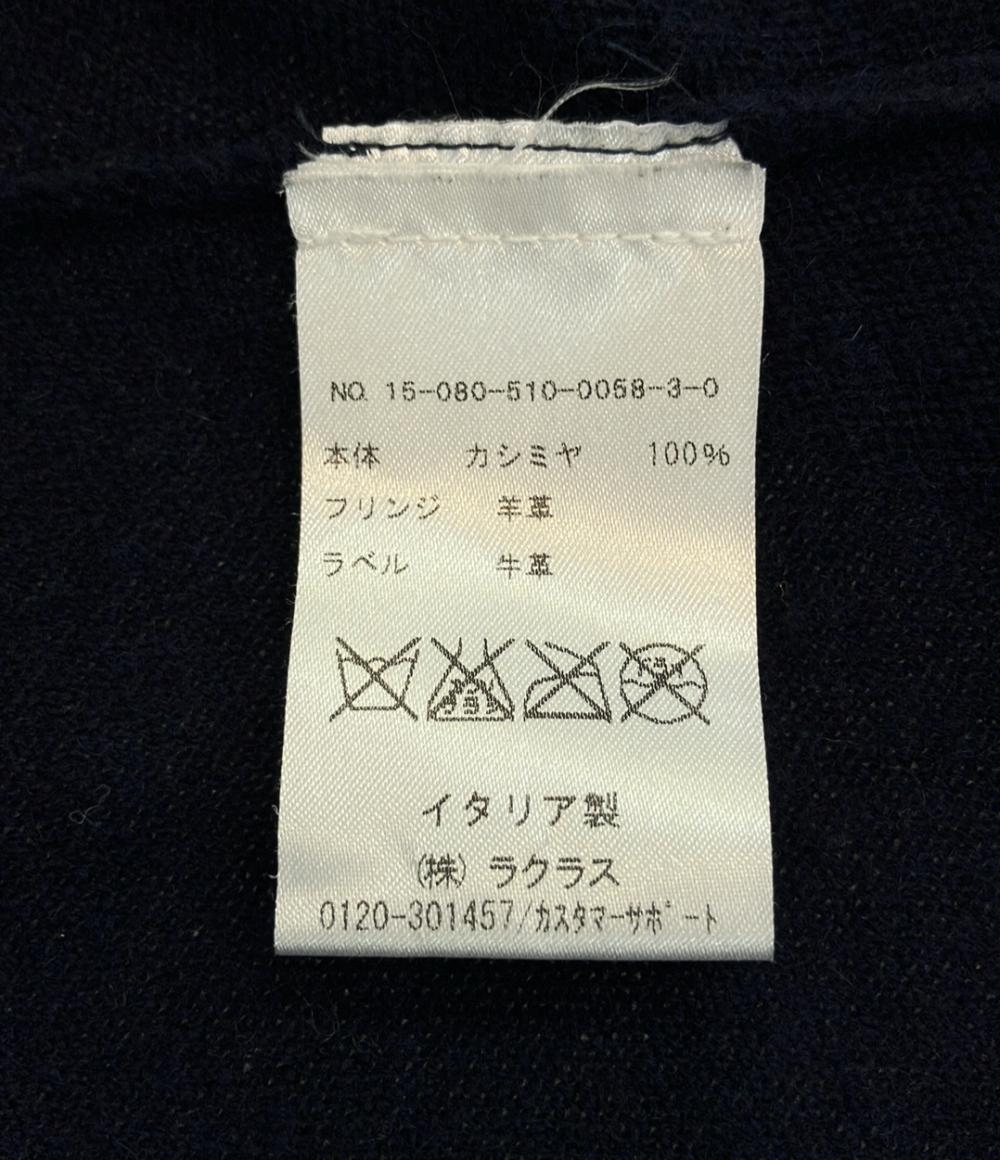 NO. 15-080-510-0058-3-0
本体 カシミヤ 100%
フリンジ 羊革
ラベル 牛革
イタリア製
(株) ラクラス
0120-301457/カスタマーサポート